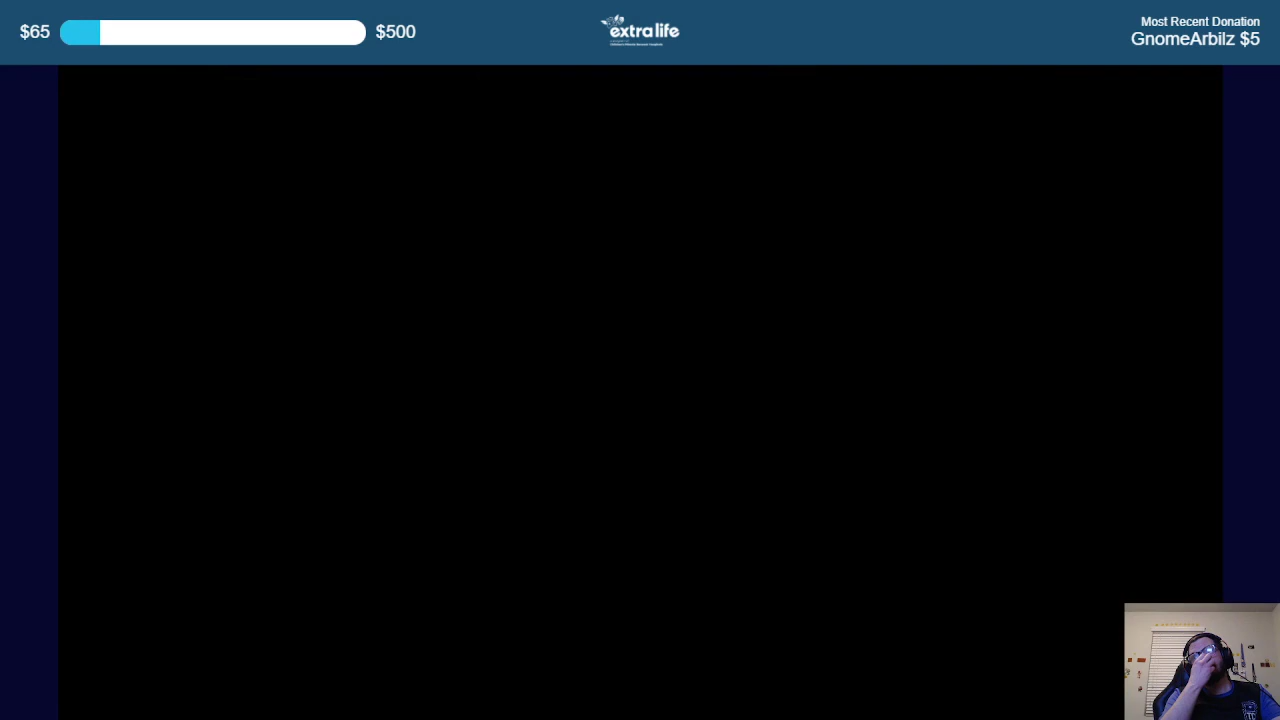 $65
$500
extra life
Most Recent Donation
GnomeArbilz $5